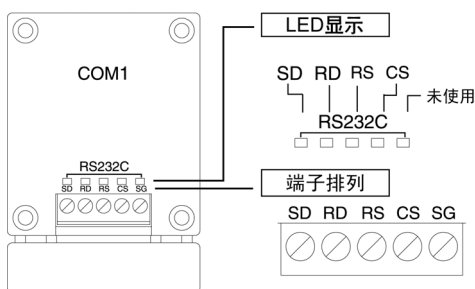 COM1
RS232C
SD RD RS CS SG
LED显示
SD RD RS CS
未使用
RS232C
端子排列
SD RD RS CS SG